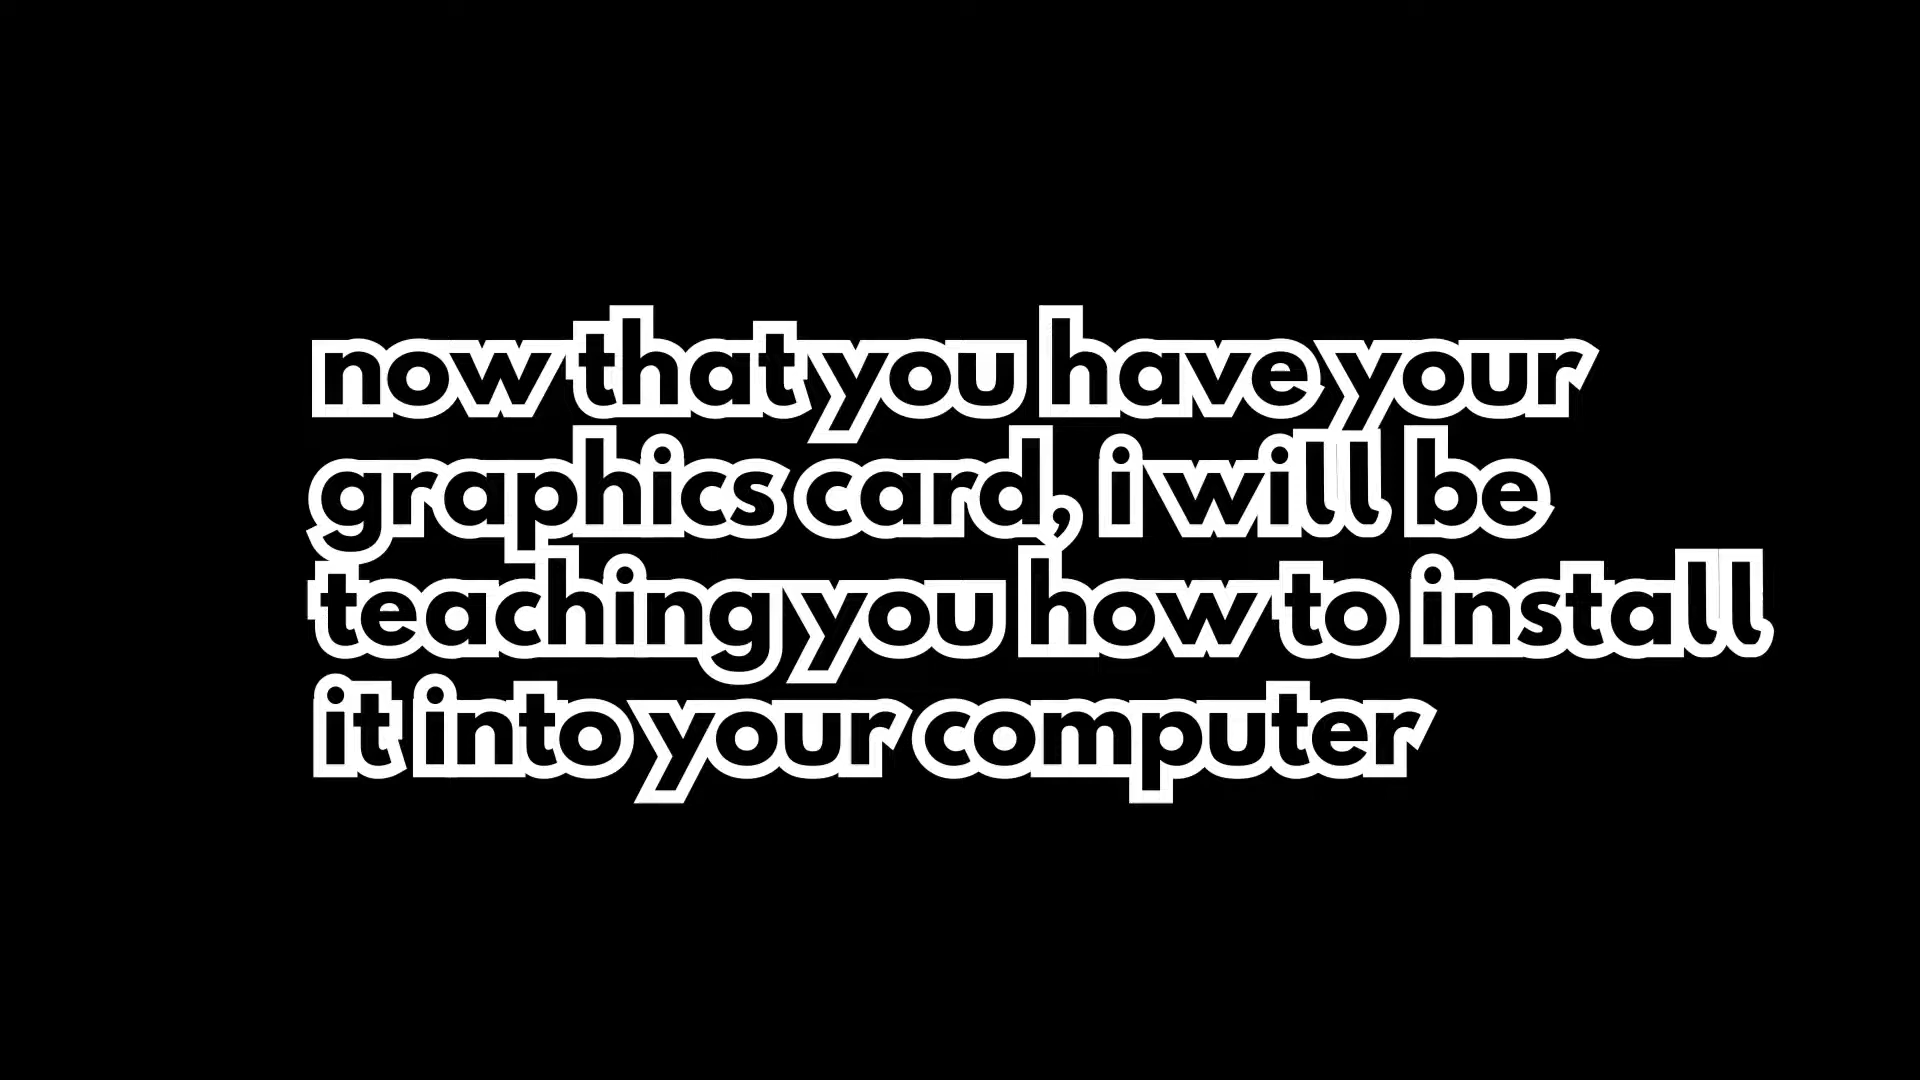 now that you have your
graphics card, i will be
teaching you how to install
it into your computer